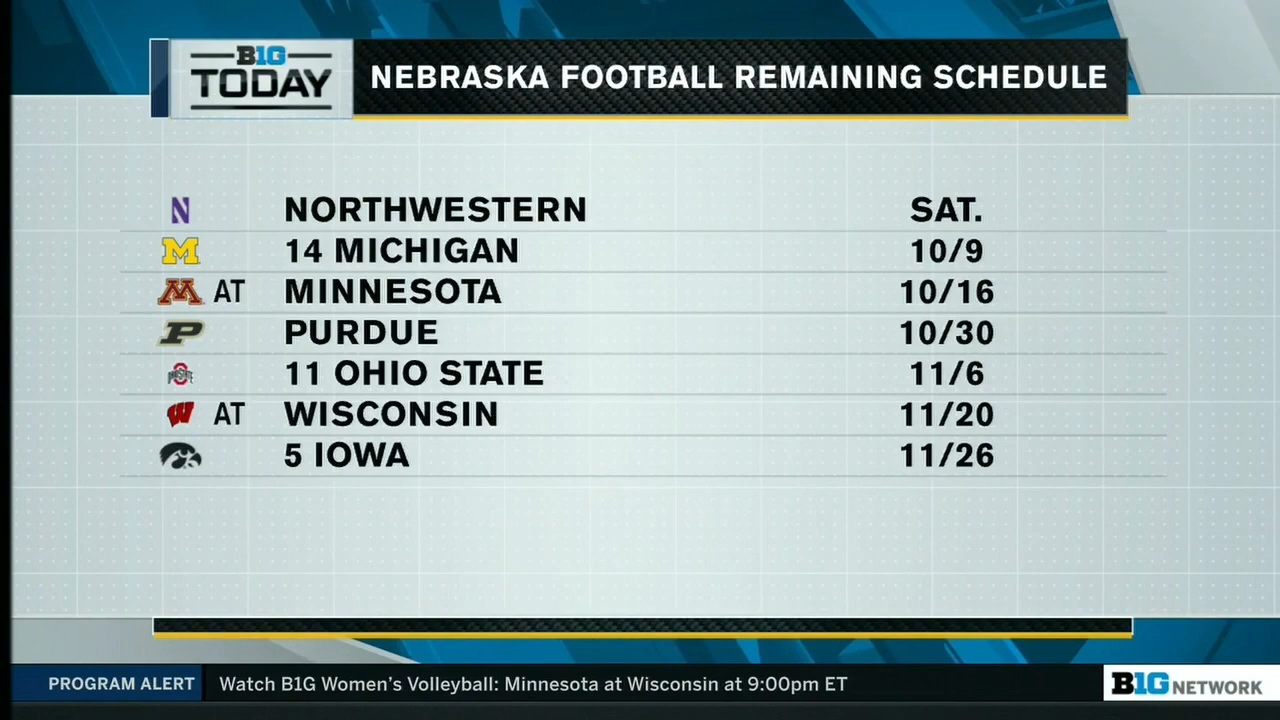 B1G
TODAY
NEBRASKA FOOTBALL REMAINING SCHEDULE
N NORTHWESTERN SAT.
M 14 MICHIGAN 10/9
M AT MINNESOTA 10/16
P PURDUE 10/30
OHIO STATE 11 OHIO STATE 11/6
W AT WISCONSIN 11/20
5 IOWA 11/26
PROGRAM ALERT Watch B1G Women's Volleyball: Minnesota at Wisconsin at 9:00pm ET B1G NETWORK